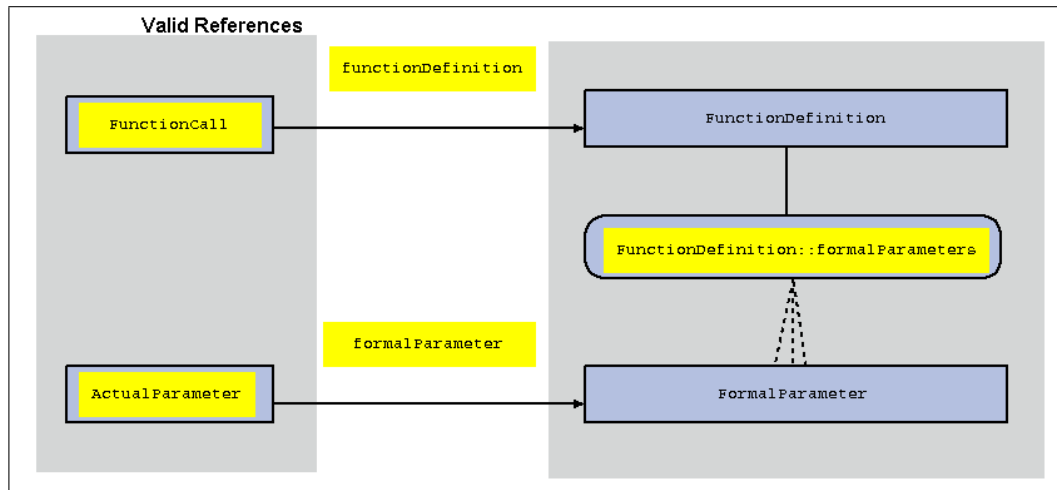 Valid References
functionDefinition
FunctionCall
FunctionDefinition
FunctionDefinition::formalParameters
formalParameter
ActualParameter
FormalParameter